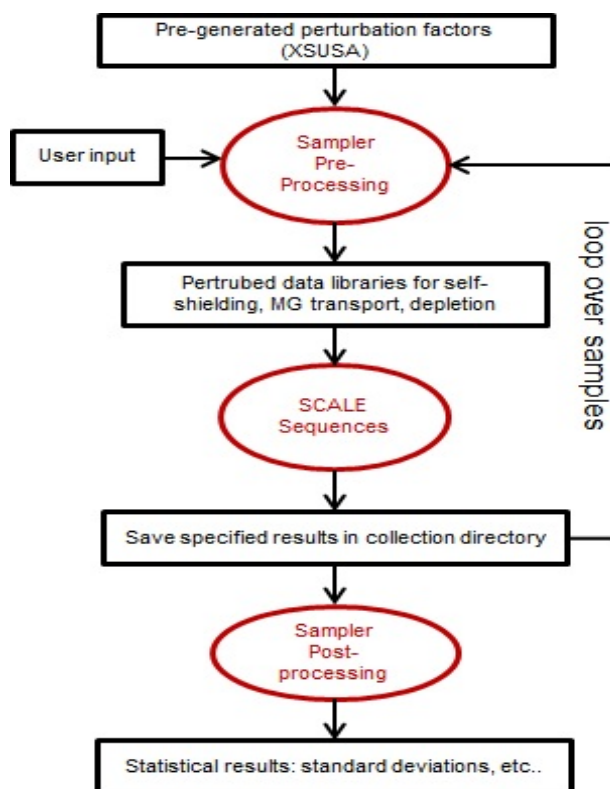 Pre-generated perturbation factors
(XSUSA)
User input
Sampler
Pre-
Processing
loop over samples
Pertrubed data libraries for self-
shielding, MG transport, depletion
SCALE
Sequences
Save specified results in collection directory
Sampler
Post-
processing
Statistical results: standard deviations, etc..